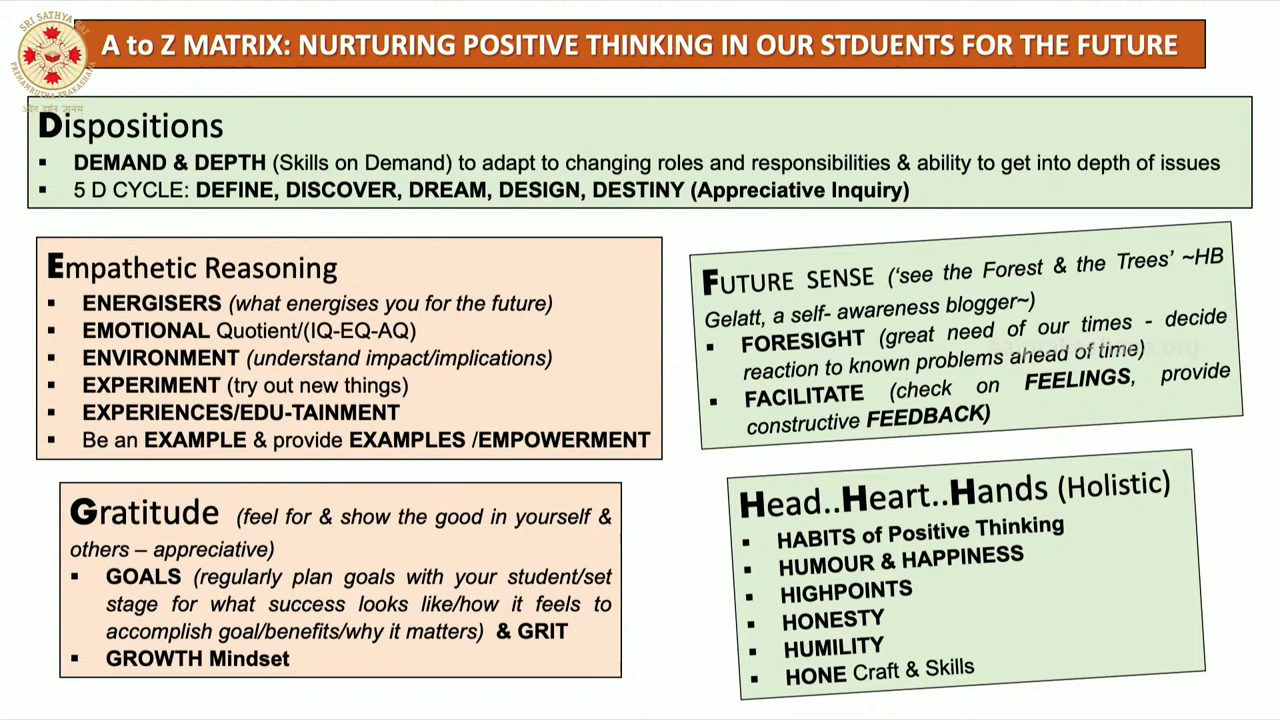 SRI SATHYA SAI
PREMAMRUTHA PRAKASHANA
A to Z MATRIX: NURTURING POSITIVE THINKING IN OUR STDUENTS FOR THE FUTURE
Dispositions
▪ DEMAND & DEPTH (Skills on Demand) to adapt to changing roles and responsibilities & ability to get into depth of issues
▪ 5 D CYCLE: DEFINE, DISCOVER, DREAM, DESIGN, DESTINY (Appreciative Inquiry)
Empathetic Reasoning
▪ ENERGISERS (what energises you for the future)
▪ EMOTIONAL Quotient/(IQ-EQ-AQ)
▪ ENVIRONMENT (understand impact/implications)
▪ EXPERIMENT (try out new things)
▪ EXPERIENCES/EDU-TAINMENT
▪ Be an EXAMPLE & provide EXAMPLES /EMPOWERMENT
FUTURE SENSE ('see the Forest & the Trees' ~HB
Gelatt, a self- awareness blogger~)
▪ FORESIGHT (great need of our times - decide
reaction to known problems ahead of time)
▪ FACILITATE (check on FEELINGS, provide
constructive FEEDBACK)
Gratitude (feel for & show the good in yourself &
others – appreciative)
▪ GOALS (regularly plan goals with your student/set
stage for what success looks like/how it feels to
accomplish goal/benefits/why it matters) & GRIT
▪ GROWTH Mindset
Head..Heart..Hands (Holistic)
▪ HABITS of Positive Thinking
▪ HUMOUR & HAPPINESS
▪ HIGHPOINTS
▪ HONESTY
▪ HUMILITY
▪ HONE Craft & Skills